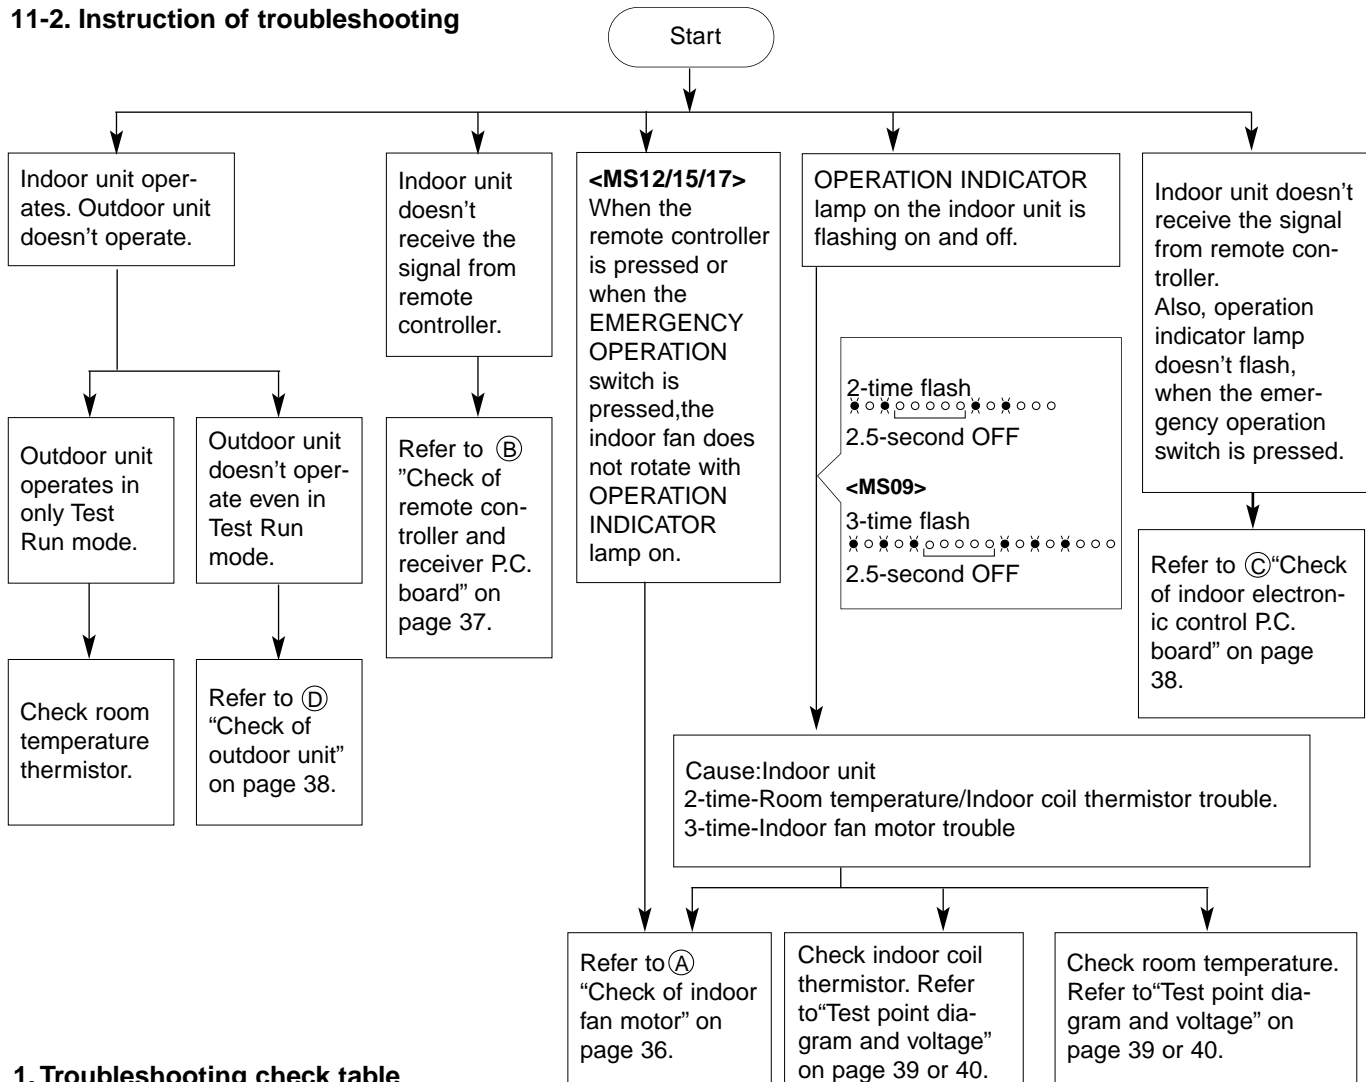 11-2. Instruction of troubleshooting
Start
Indoor unit oper-
ates. Outdoor unit
doesn't operate.
Indoor unit
doesn't
receive the
signal from
remote
controller.
<MS12/15/17>
When the
remote controller
is pressed or
when the
EMERGENCY
OPERATION
switch is
pressed,the
indoor fan does
not rotate with
OPERATION
INDICATOR
lamp on.
OPERATION INDICATOR
lamp on the indoor unit is
flashing on and off.
Indoor unit doesn't
receive the signal
from remote con-
troller.
Also, operation
indicator lamp
doesn't flash,
when the emer-
gency operation
switch is pressed.
2-time flash
2.5-second OFF
<MS09>
3-time flash
2.5-second OFF
Outdoor unit
operates in
only Test
Run mode.
Outdoor unit
doesn't oper-
ate even in
Test Run
mode.
Refer to Ⓑ
”Check of
remote con-
troller and
receiver P.C.
board” on
page 37.
Refer to Ⓒ“Check
of indoor electron-
ic control P.C.
board” on page
38.
Check room
temperature
thermistor.
Refer to Ⓓ
“Check of
outdoor unit”
on page 38.
Cause:Indoor unit
2-time-Room temperature/Indoor coil thermistor trouble.
3-time-Indoor fan motor trouble
Refer toⒶ
“Check of indoor
fan motor” on
page 36.
Check indoor coil
thermistor. Refer
to“Test point dia-
gram and voltage”
on page 39 or 40.
Check room temperature.
Refer to“Test point dia-
gram and voltage” on
page 39 or 40.
1. Troubleshooting check table